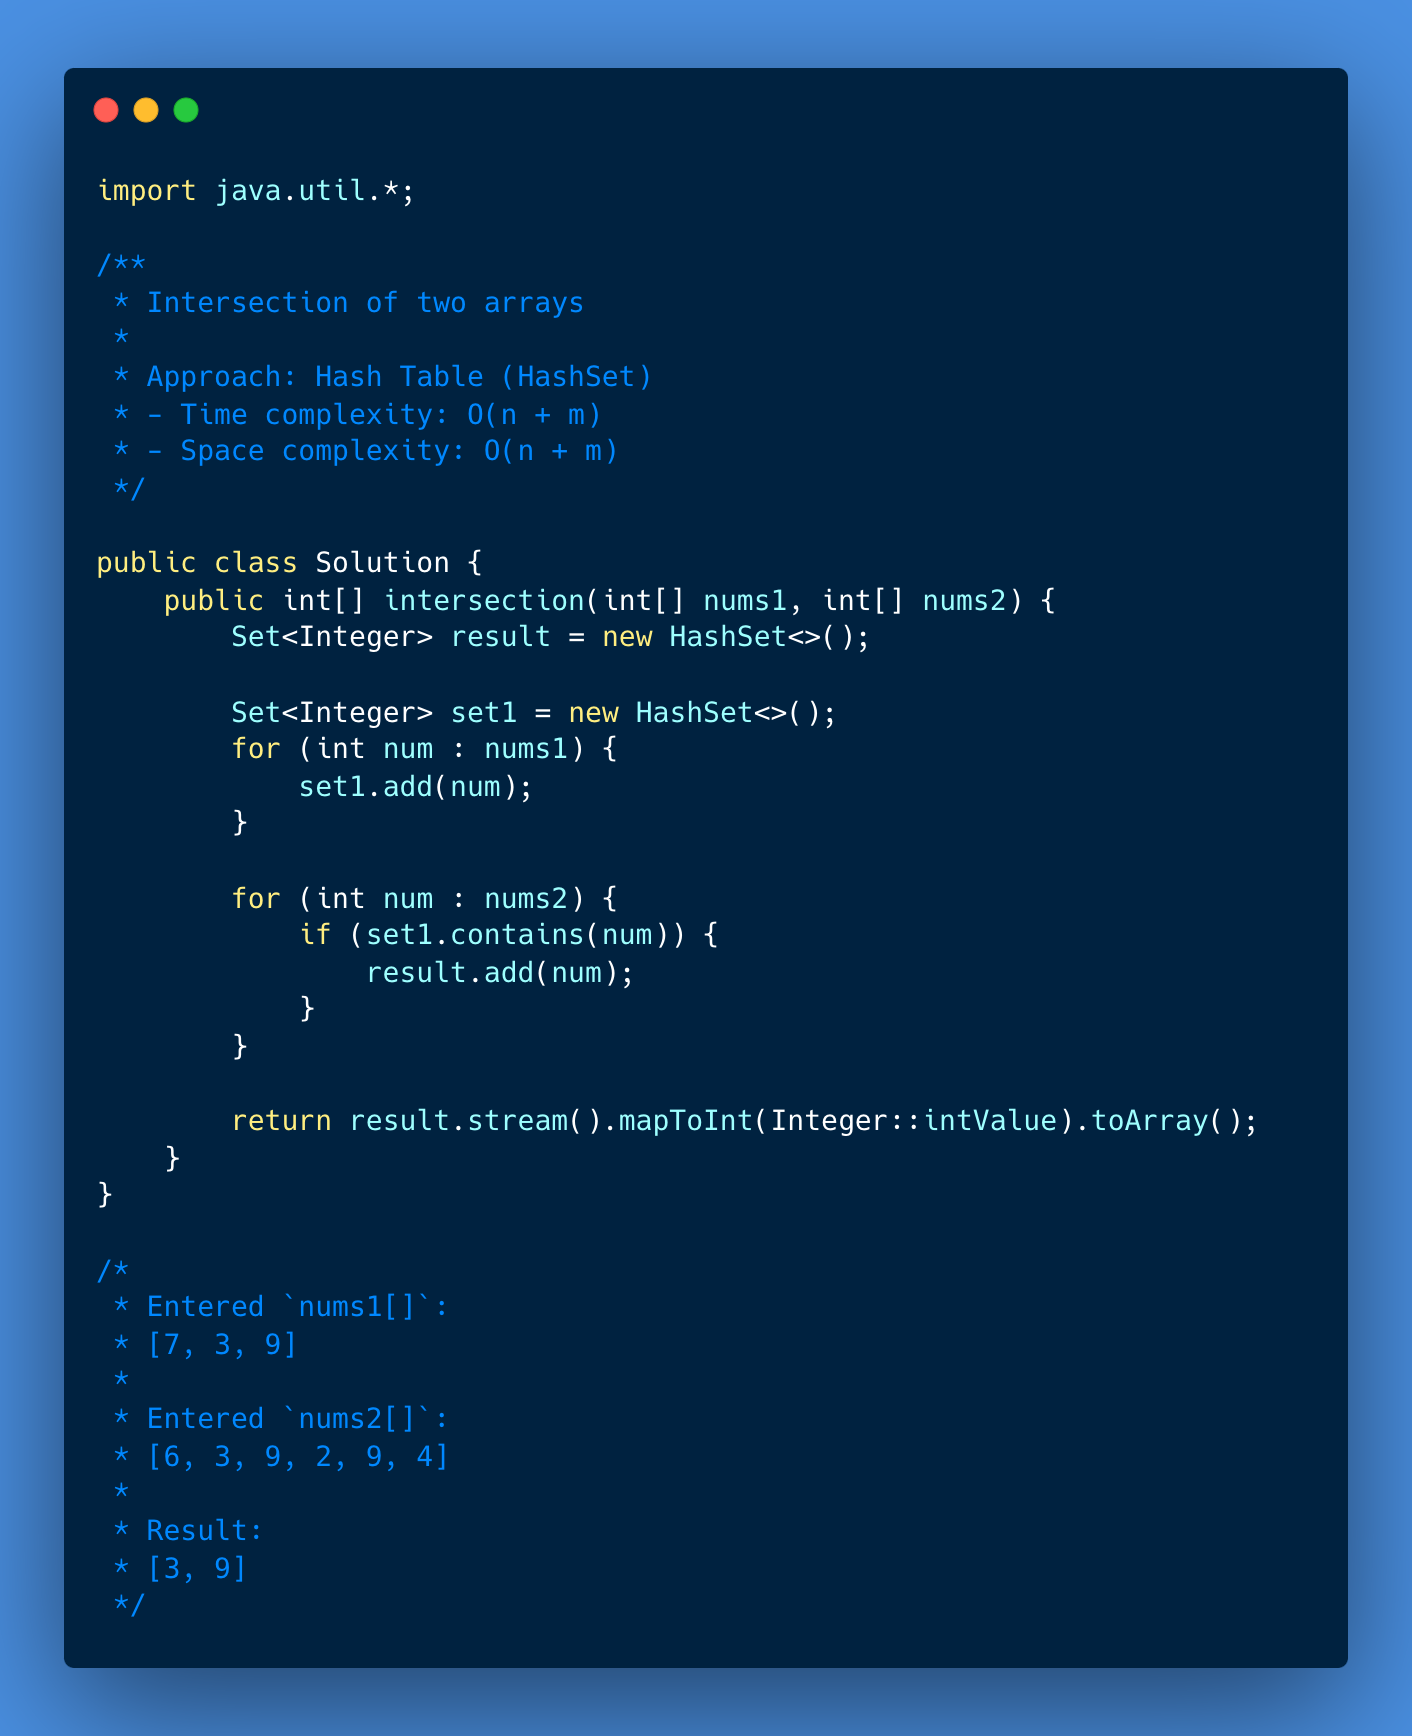 import java.util.*;

/**
 * Intersection of two arrays
 *
 * Approach: Hash Table (HashSet)
 * - Time complexity: O(n + m)
 * - Space complexity: O(n + m)
 */

public class Solution {
    public int[] intersection(int[] nums1, int[] nums2) {
        Set<Integer> result = new HashSet<>();

        Set<Integer> set1 = new HashSet<>();
        for (int num : nums1) {
            set1.add(num);
        }

        for (int num : nums2) {
            if (set1.contains(num)) {
                result.add(num);
            }
        }

        return result.stream().mapToInt(Integer::intValue).toArray();
    }
}

/*
 * Entered `nums1[]`:
 * [7, 3, 9]
 *
 * Entered `nums2[]`:
 * [6, 3, 9, 2, 9, 4]
 *
 * Result:
 * [3, 9]
 */